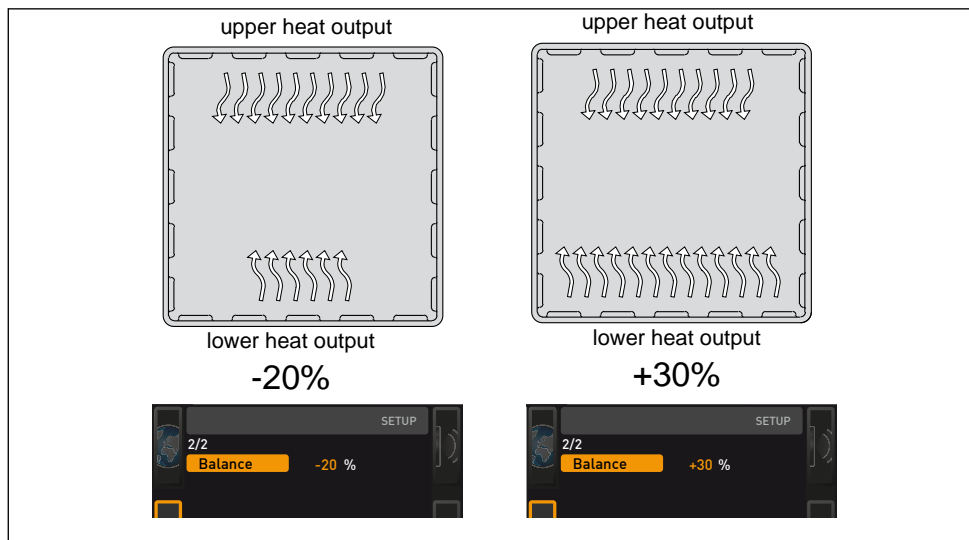 upper heat output
upper heat output
lower heat output
lower heat output
-20%
+30%
SETUP
2/2
Balance -20 %
SETUP
2/2
Balance +30 %